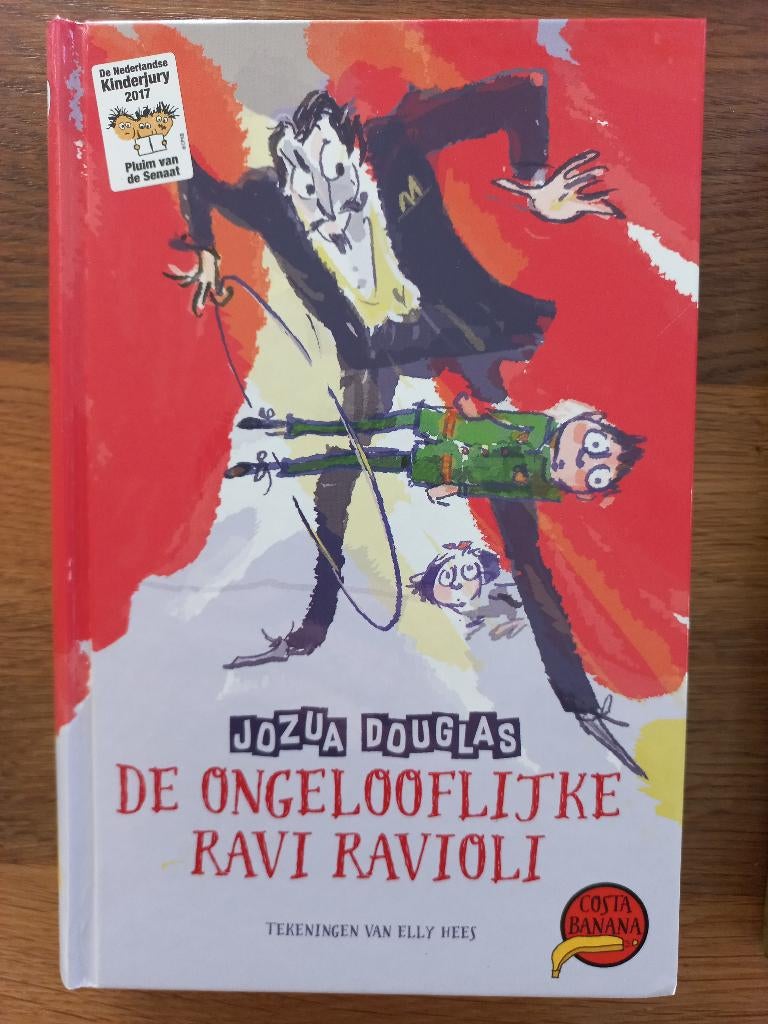 De Nederlandse
Kinderjury
2017
Pluim van
de Senaat
M
JOZUA DOUGLAS
DE ONGELOOFLIJKE
RAVI RAVIOLI
TEKENINGEN VAN ELLY HEES
COSTA
BANANA